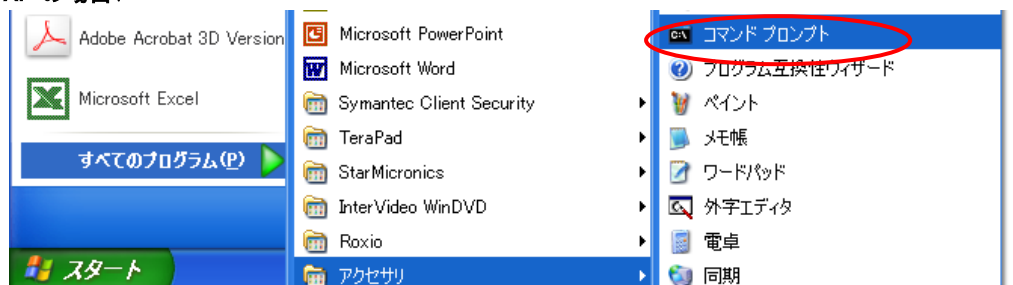 Adobe Acrobat 3D Version
Microsoft Excel
すべてのプログラム(P)
スタート
Microsoft PowerPoint
Microsoft Word
Symantec Client Security
TeraPad
StarMicronics
InterVideo WinDVD
Roxio
アクセサリ
コマンド プロンプト
プログラム互換性ウィザード
ペイント
メモ帳
ワードパッド
外字エディタ
電卓
同期